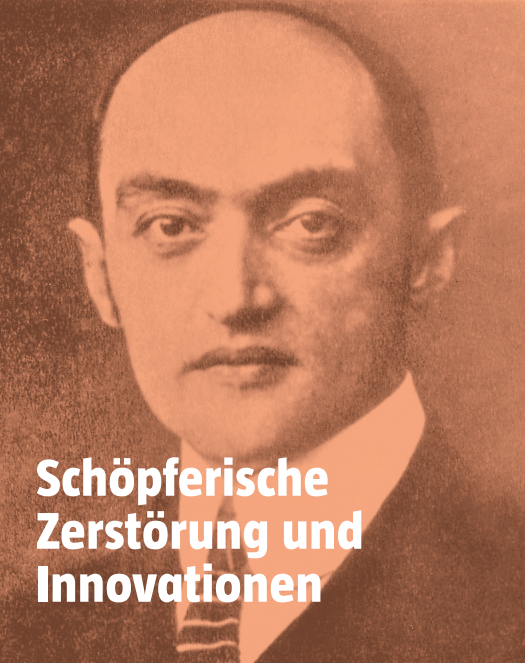 Schöpferische
Zerstörung und
Innovationen